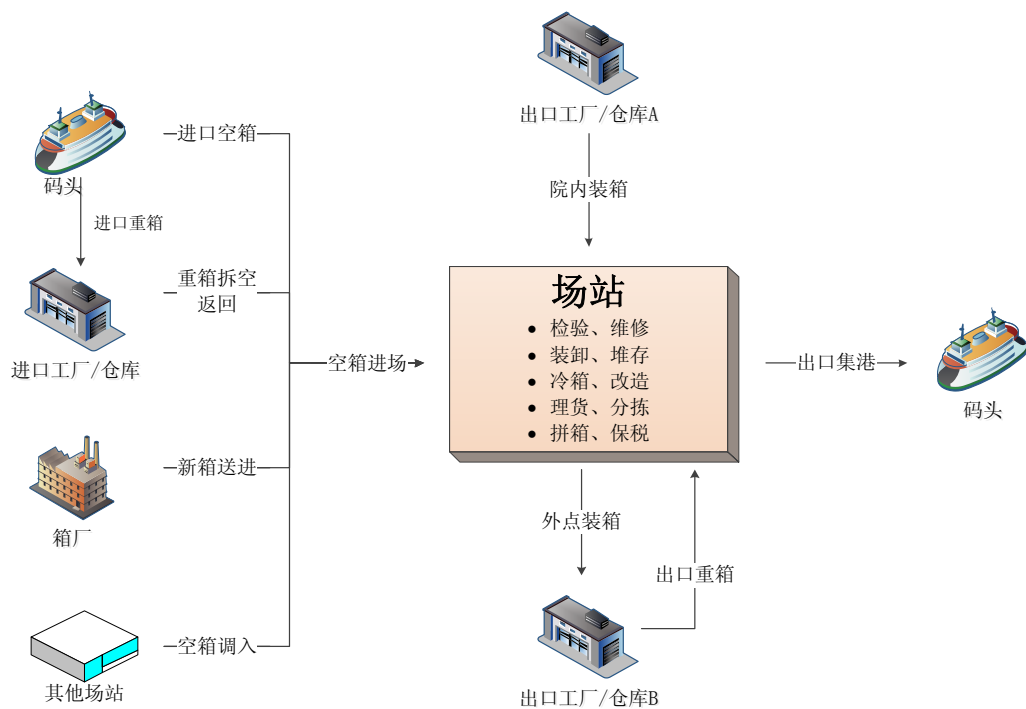 出口工厂/仓库A
进口空箱
码头
院内装箱
进口重箱
重箱拆空
返回
进口工厂/仓库
场站
• 检验、维修
• 装卸、堆存
• 冷箱、改造
• 理货、分拣
• 拼箱、保税
空箱进场
出口集港
码头
新箱送进
箱厂
外点装箱
出口重箱
空箱调入
其他场站
出口工厂/仓库B